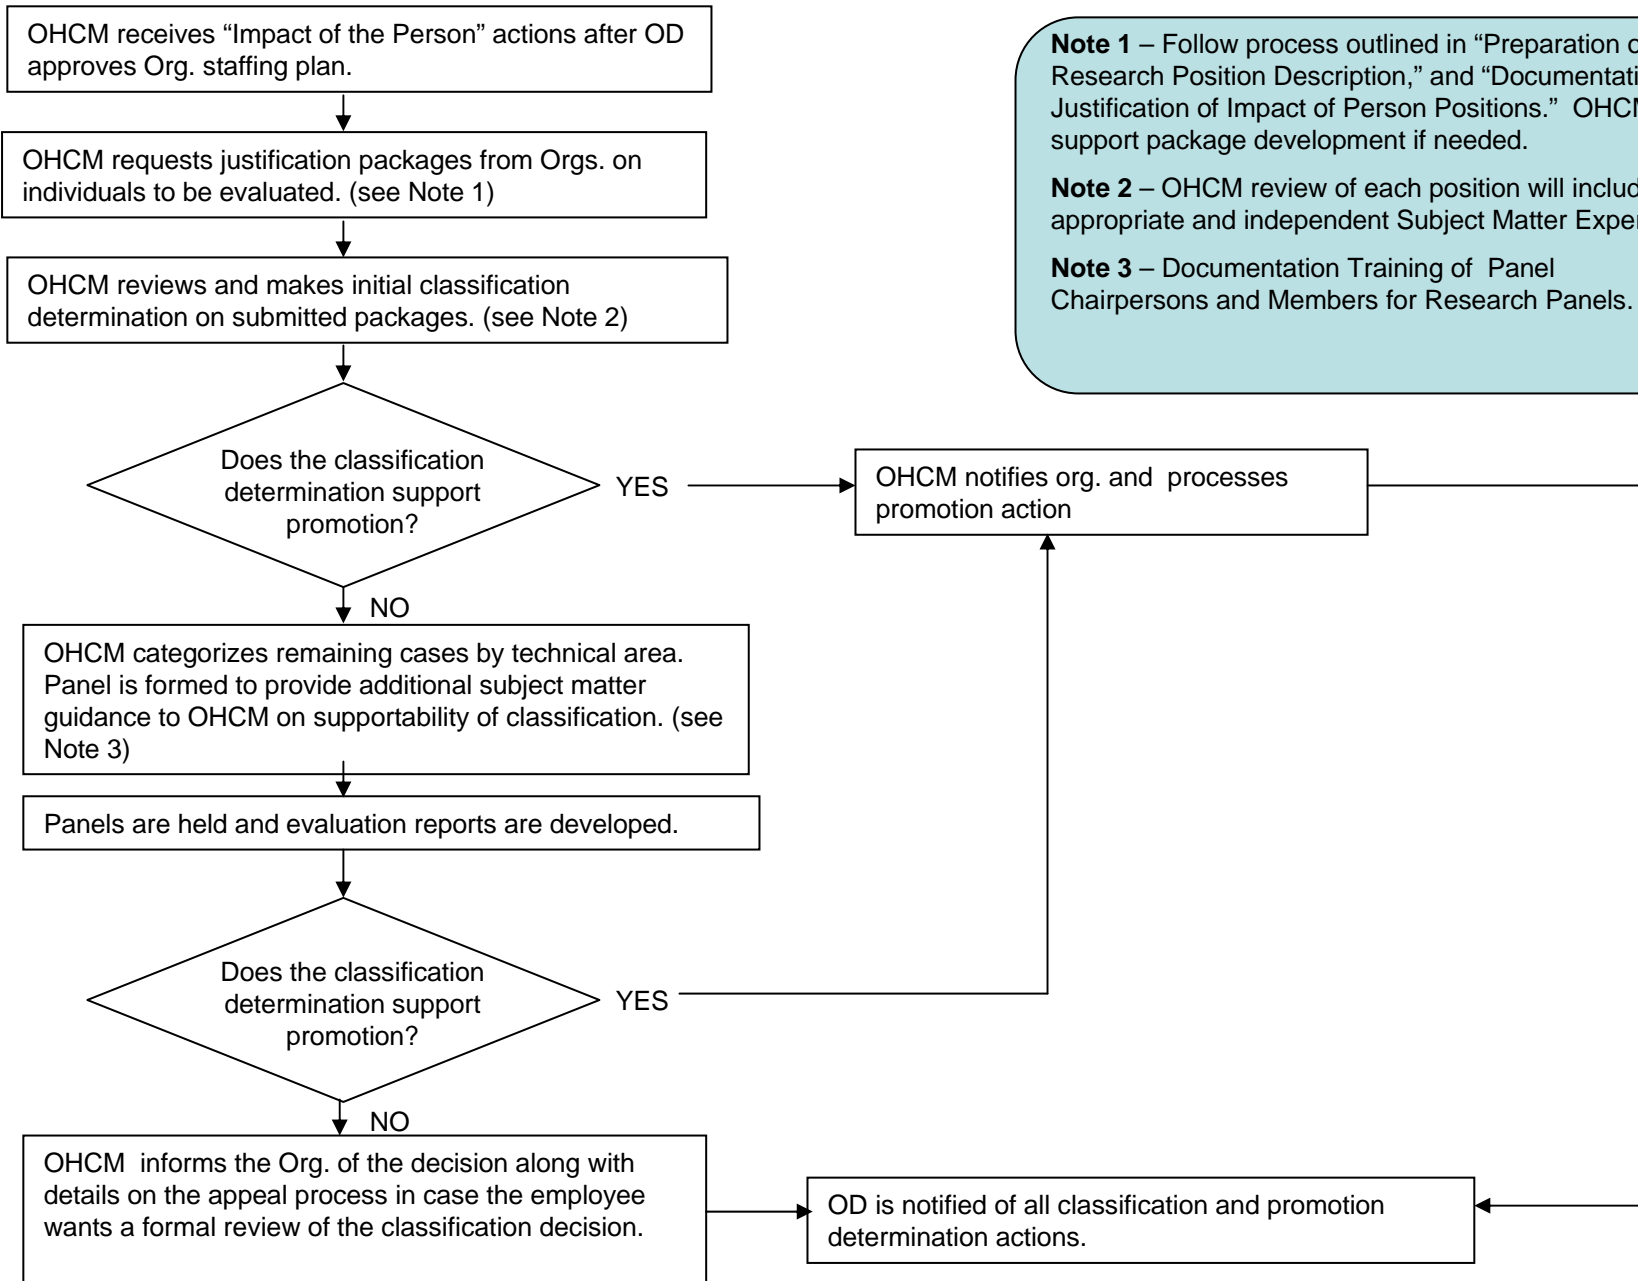 OHCM receives “Impact of the Person” actions after OD
approves Org. staffing plan.
OHCM requests justification packages from Orgs. on
individuals to be evaluated. (see Note 1)
OHCM reviews and makes initial classification
determination on submitted packages. (see Note 2)
Note 1 – Follow process outlined in “Preparation
Research Position Description,” and
Justification of Impact of Person Positions.”
support package development if needed.
Note 2 – OHCM review of each position will
appropriate and independent Subject Matter
Note 3 – Documentation Training of Panel
Chairpersons and Members for Research Panels.
Does the classification
determination support
promotion?
YES
OHCM notifies org. and processes
promotion action
NO
OHCM categorizes remaining cases by technical area.
Panel is formed to provide additional subject matter
guidance to OHCM on supportability of classification. (see
Note 3)
Panels are held and evaluation reports are developed.
Does the classification
determination support
promotion?
YES
NO
OHCM informs the Org. of the decision along with
details on the appeal process in case the employee
wants a formal review of the classification decision.
OD is notified of all classification and promotion
determination actions.